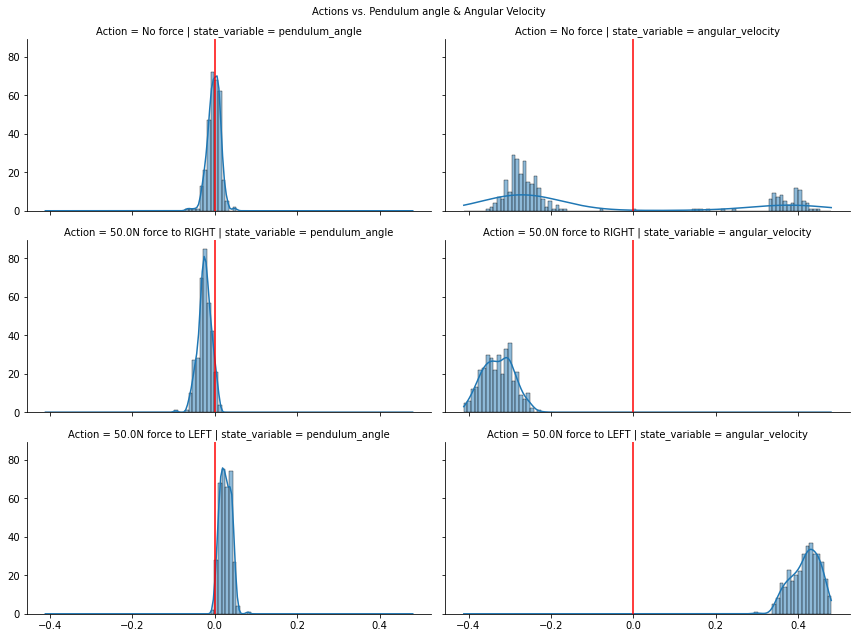 Actions vs. Pendulum angle & Angular Velocity
Action = No force | state_variable = pendulum_angle
Action = No force | state_variable = angular_velocity
80
60
40
20
0
Action = 50.0N force to RIGHT | state_variable = pendulum_angle
Action = 50.0N force to RIGHT | state_variable = angular_velocity
80
60
40
20
0
Action = 50.0N force to LEFT | state_variable = pendulum_angle
Action = 50.0N force to LEFT | state_variable = angular_velocity
80
60
40
20
0
−0.4 −0.2 0.0 0.2 0.4
−0.4 −0.2 0.0 0.2 0.4